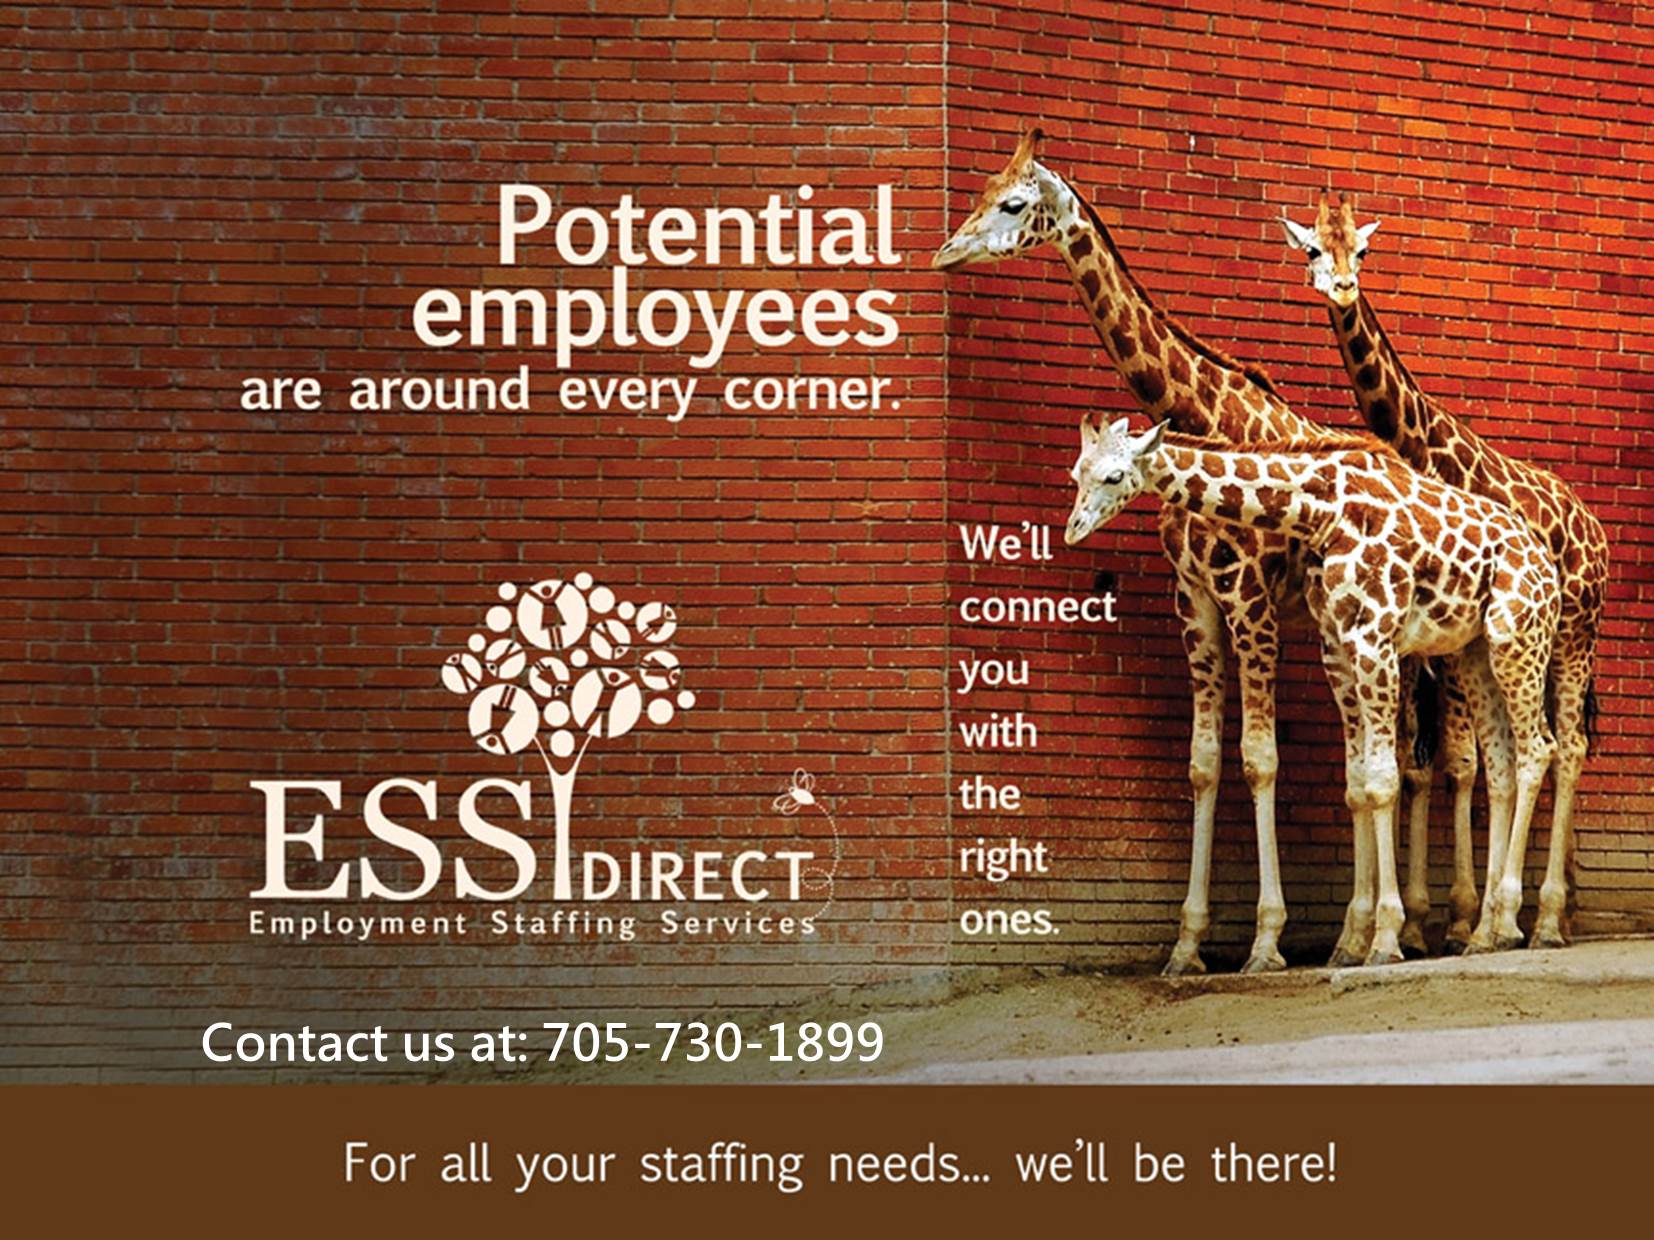 Potential
employees
are around every corner.
We'll
connect
you
with
the
right
ones.
ESS DIRECT
Employment Staffing Services
Contact us at: 705-730-1899
For all your staffing needs... we'll be there!